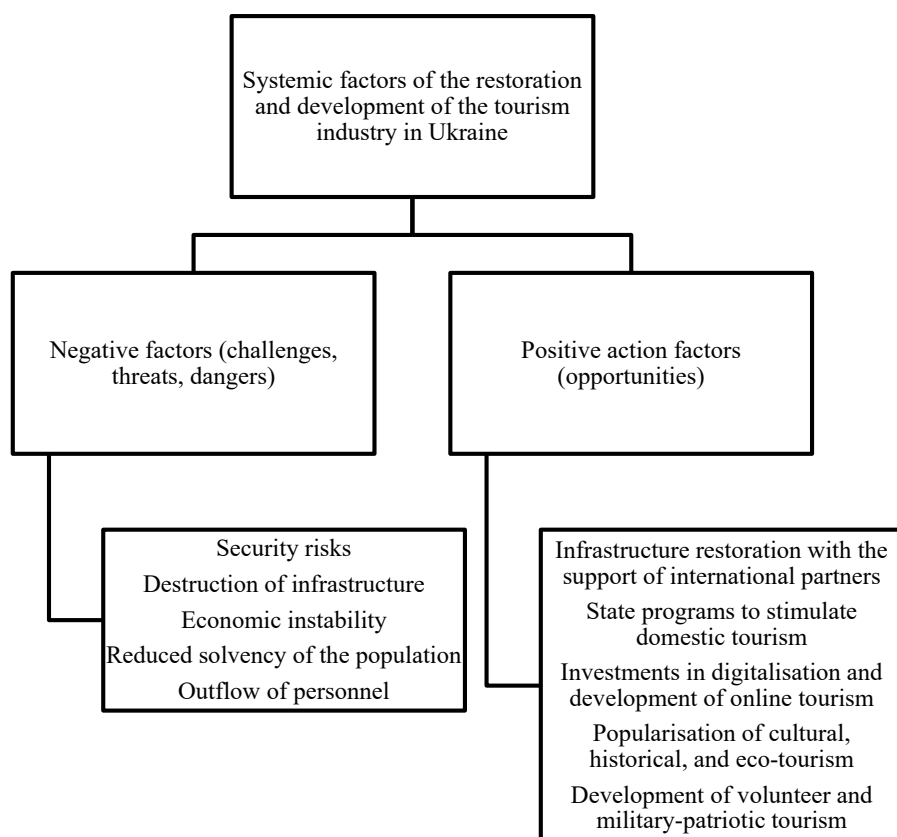 Systemic factors of the restoration
and development of the tourism
industry in Ukraine
Negative factors (challenges,
threats, dangers)
Positive action factors
(opportunities)
Security risks
Destruction of infrastructure
Economic instability
Reduced solvency of the population
Outflow of personnel
Infrastructure restoration with the
support of international partners
State programs to stimulate
domestic tourism
Investments in digitalisation and
development of online tourism
Popularisation of cultural,
historical, and eco-tourism
Development of volunteer and
military-patriotic tourism